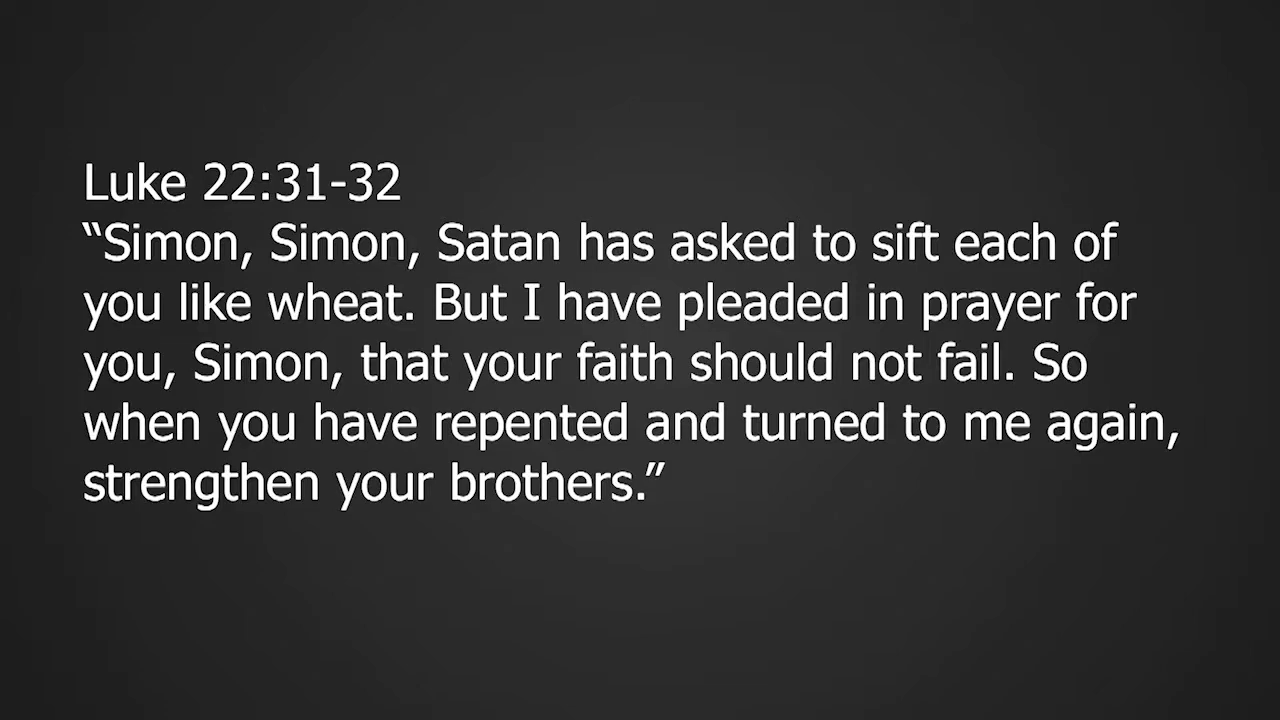 Luke 22:31-32
“Simon, Simon, Satan has asked to sift each of
you like wheat. But I have pleaded in prayer for
you, Simon, that your faith should not fail. So
when you have repented and turned to me again,
strengthen your brothers.”